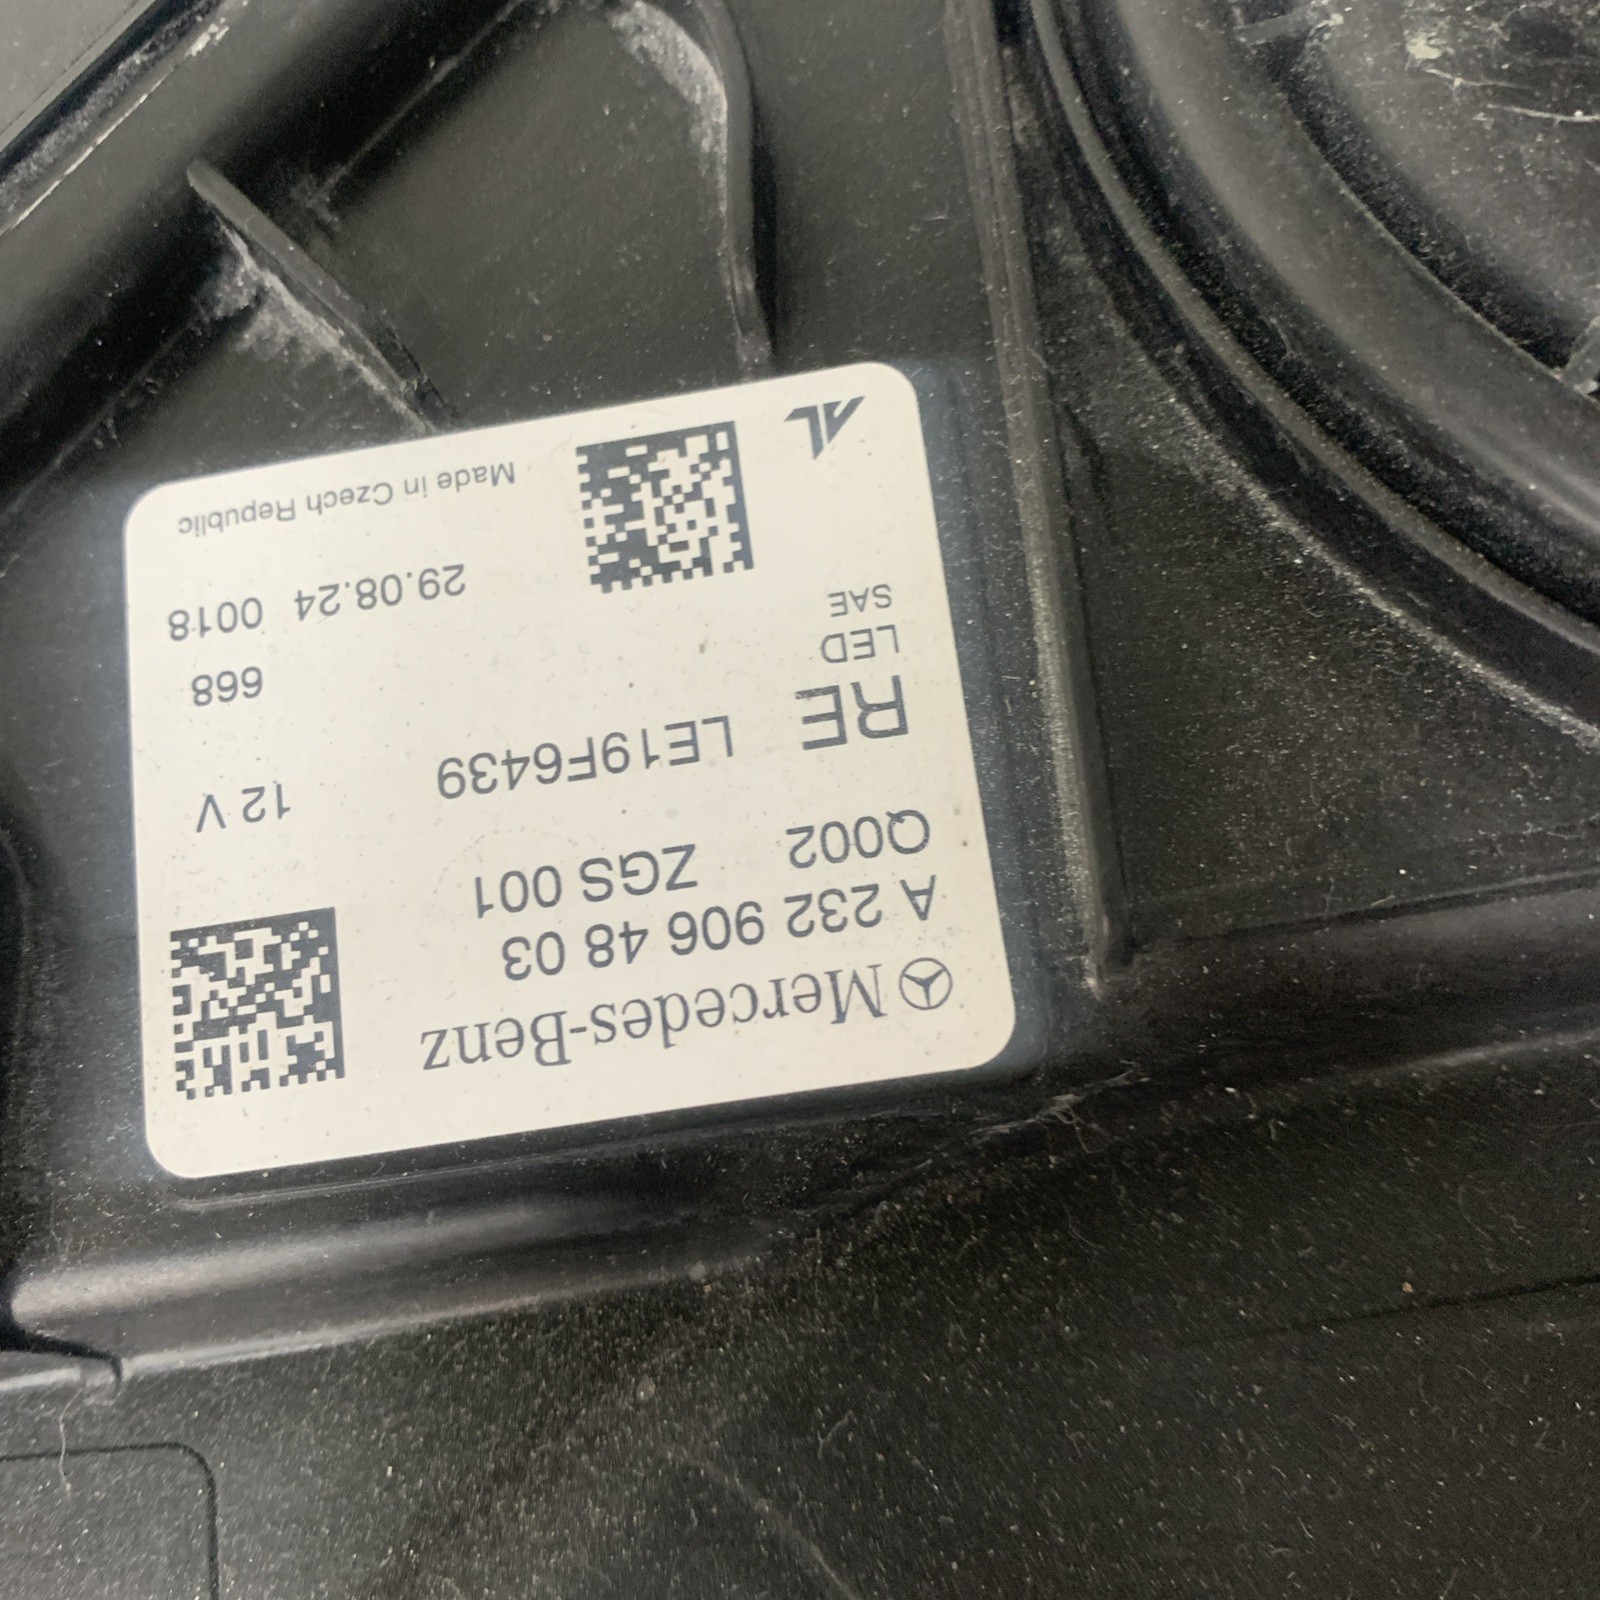 Mercedes-Benz
A 232 906 48 03
Q002 ZGS 001
RE LE19F6439 12 V
LED 668
SAE 29.08.24 0018
AL Made in Czech Republic